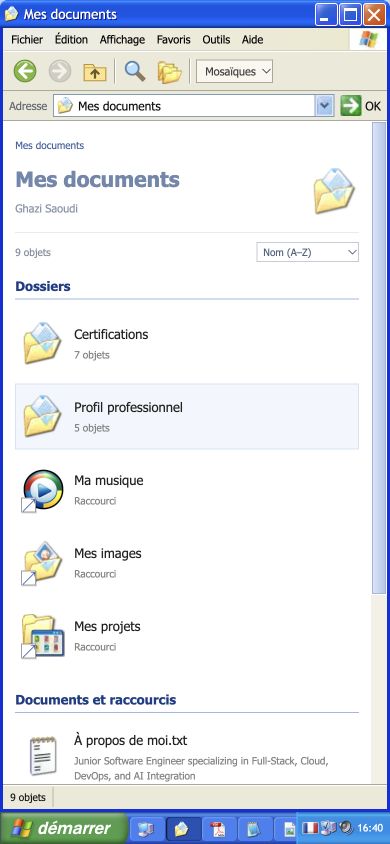 Mes documents
Fichier Édition Affichage Favoris Outils Aide
Mosaïques
Adresse Mes documents OK
Mes documents
Mes documents
Ghazi Saoudi
9 objets Nom (A–Z)
Dossiers
Certifications
7 objets
Profil professionnel
5 objets
Ma musique
Raccourci
Mes images
Raccourci
Mes projets
Raccourci
Documents et raccourcis
À propos de moi.txt
Junior Software Engineer specializing in Full-Stack, Cloud,
DevOps, and AI Integration
9 objets
démarrer 16:40